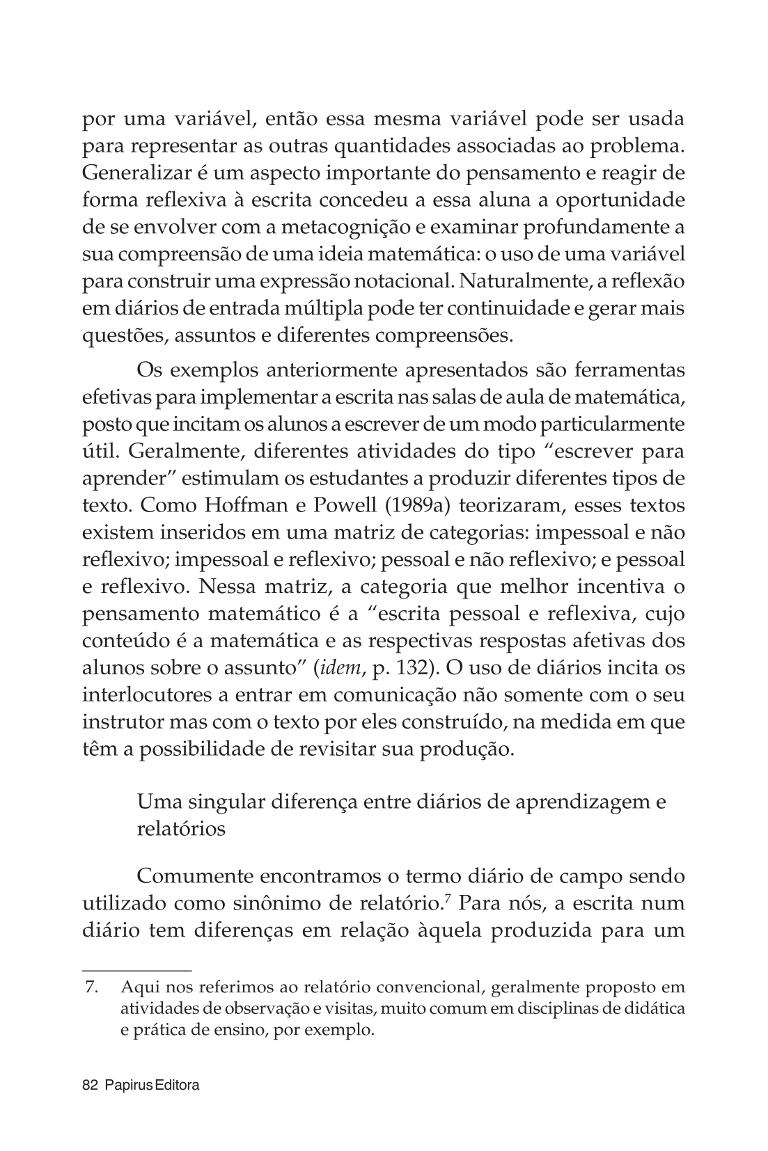 por uma variável, então essa mesma variável pode ser usada
para representar as outras quantidades associadas ao problema.
Generalizar é um aspecto importante do pensamento e reagir de
forma reflexiva à escrita concedeu a essa aluna a oportunidade
de se envolver com a metacognição e examinar profundamente a
sua compreensão de uma ideia matemática: o uso de uma variável
para construir uma expressão notacional. Naturalmente, a reflexão
em diários de entrada múltipla pode ter continuidade e gerar mais
questões, assuntos e diferentes compreensões.
Os exemplos anteriormente apresentados são ferramentas
efetivas para implementar a escrita nas salas de aula de matemática,
posto que incitam os alunos a escrever de um modo particularmente
útil. Geralmente, diferentes atividades do tipo “escrever para
aprender” estimulam os estudantes a produzir diferentes tipos de
texto. Como Hoffman e Powell (1989a) teorizaram, esses textos
existem inseridos em uma matriz de categorias: impessoal e não
reflexivo; impessoal e reflexivo; pessoal e não reflexivo; e pessoal
e reflexivo. Nessa matriz, a categoria que melhor incentiva o
pensamento matemático é a “escrita pessoal e reflexiva, cujo
conteúdo é a matemática e as respectivas respostas afetivas dos
alunos sobre o assunto” (idem, p. 132). O uso de diários incita os
interlocutores a entrar em comunicação não somente com o seu
instrutor mas com o texto por eles construído, na medida em que
têm a possibilidade de revisitar sua produção.
Uma singular diferença entre diários de aprendizagem e
relatórios
Comumente encontramos o termo diário de campo sendo
utilizado como sinônimo de relatório.7 Para nós, a escrita num
diário tem diferenças em relação àquela produzida para um
7. Aqui nos referimos ao relatório convencional, geralmente proposto em
atividades de observação e visitas, muito comum em disciplinas de didática
e prática de ensino, por exemplo.
82 Papirus Editora